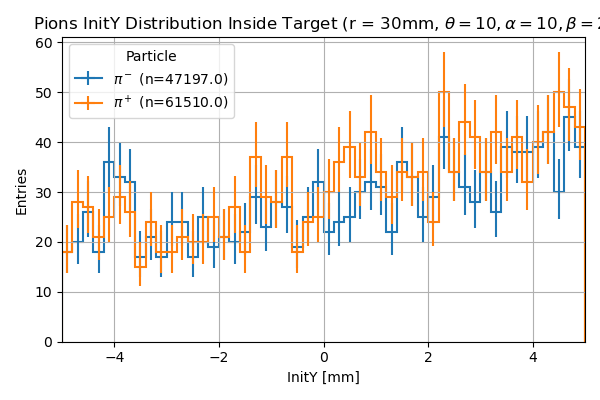 Pions InitY Distribution Inside Target (r = 30mm, θ = 10, α = 10, β = 2
Particle
π⁻ (n=47197.0)
π⁺ (n=61510.0)
Entries
60
50
40
30
20
10
0
−4 −2 0 2 4
InitY [mm]